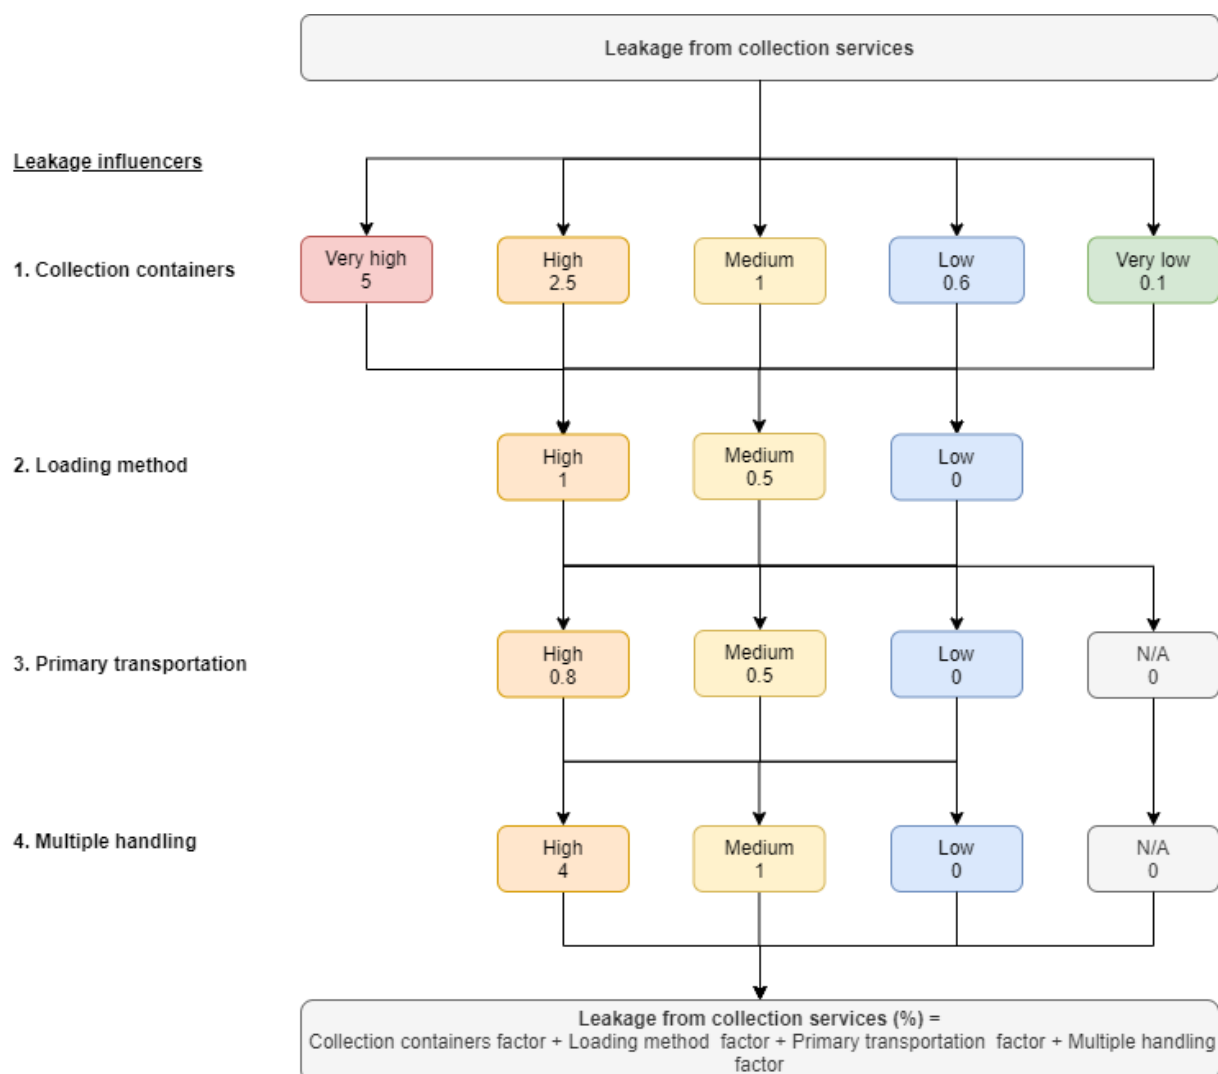 Leakage from collection services
Leakage influencers
1. Collection containers
Very high
5
High
2.5
Medium
1
Low
0.6
Very low
0.1
2. Loading method
High
1
Medium
0.5
Low
0
3. Primary transportation
High
0.8
Medium
0.5
Low
0
N/A
0
4. Multiple handling
High
4
Medium
1
Low
0
N/A
0
Leakage from collection services (%) =
Collection containers factor + Loading method factor + Primary transportation factor + Multiple handling
factor